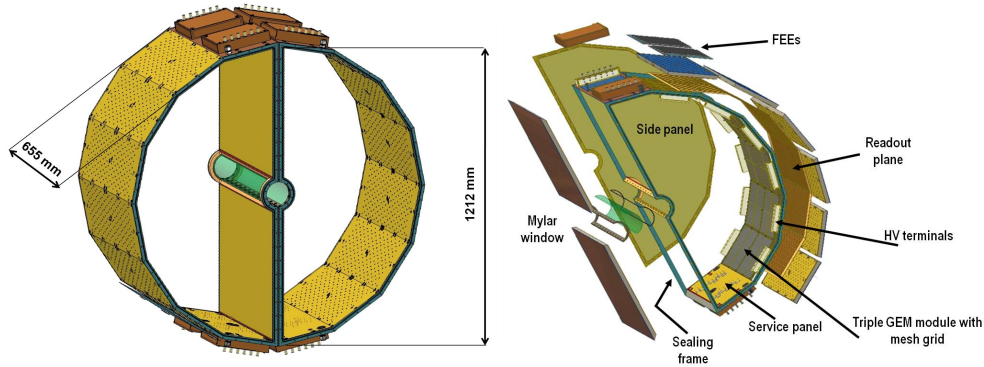 655 mm
1212 mm
FEEs
Side panel
Readout
plane
Mylar
window
HV terminals
Service panel
Triple GEM module with
mesh grid
Sealing
frame